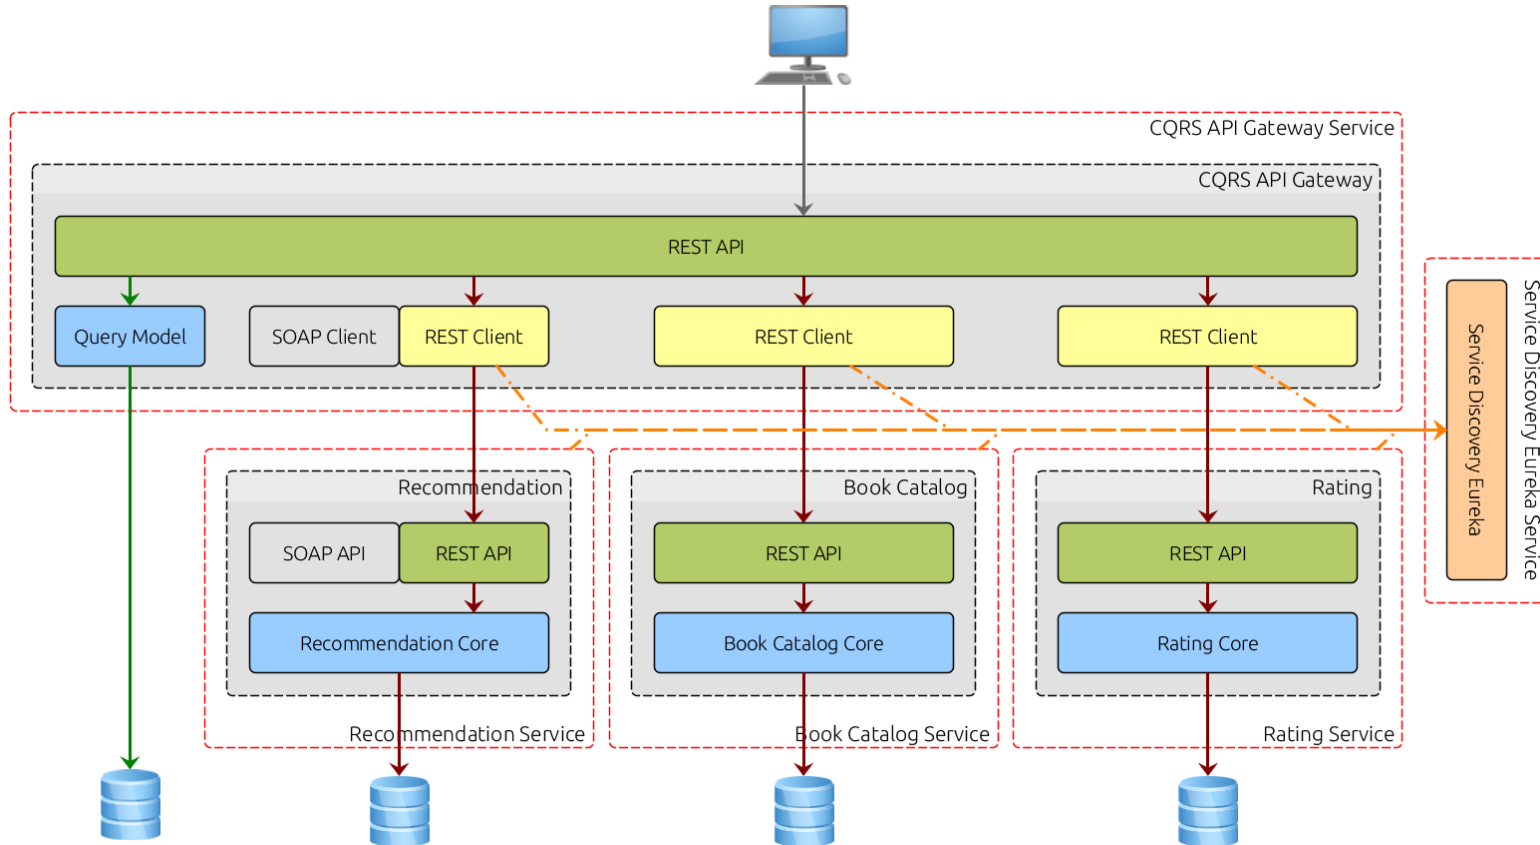 CQRS API Gateway Service
CQRS API Gateway
REST API
Query Model
SOAP Client
REST Client
REST Client
REST Client
Service Discovery Eureka
Service Discovery Eureka Service
Recommendation
Book Catalog
Rating
SOAP API
REST API
REST API
REST API
Recommendation Core
Book Catalog Core
Rating Core
Recommendation Service
Book Catalog Service
Rating Service